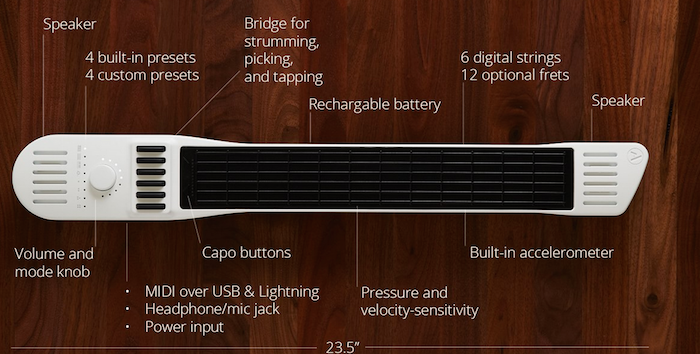 Speaker
4 built-in presets
4 custom presets
Bridge for
strumming,
picking,
and tapping
Rechargable battery
6 digital strings
12 optional frets
Speaker
Volume and
mode knob
Capo buttons
• MIDI over USB & Lightning
• Headphone/mic jack
• Power input
Pressure and
velocity-sensitivity
Built-in accelerometer
23.5”